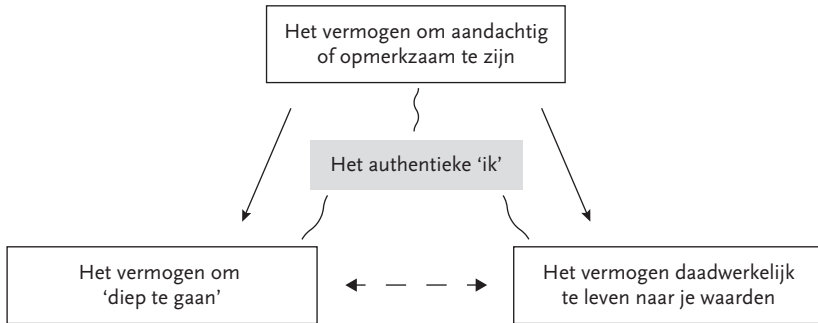 Het vermogen om aandachtig
of opmerkzaam te zijn
Het authentieke ‘ik’
Het vermogen om
‘diep te gaan’
Het vermogen daadwerkelijk
te leven naar je waarden